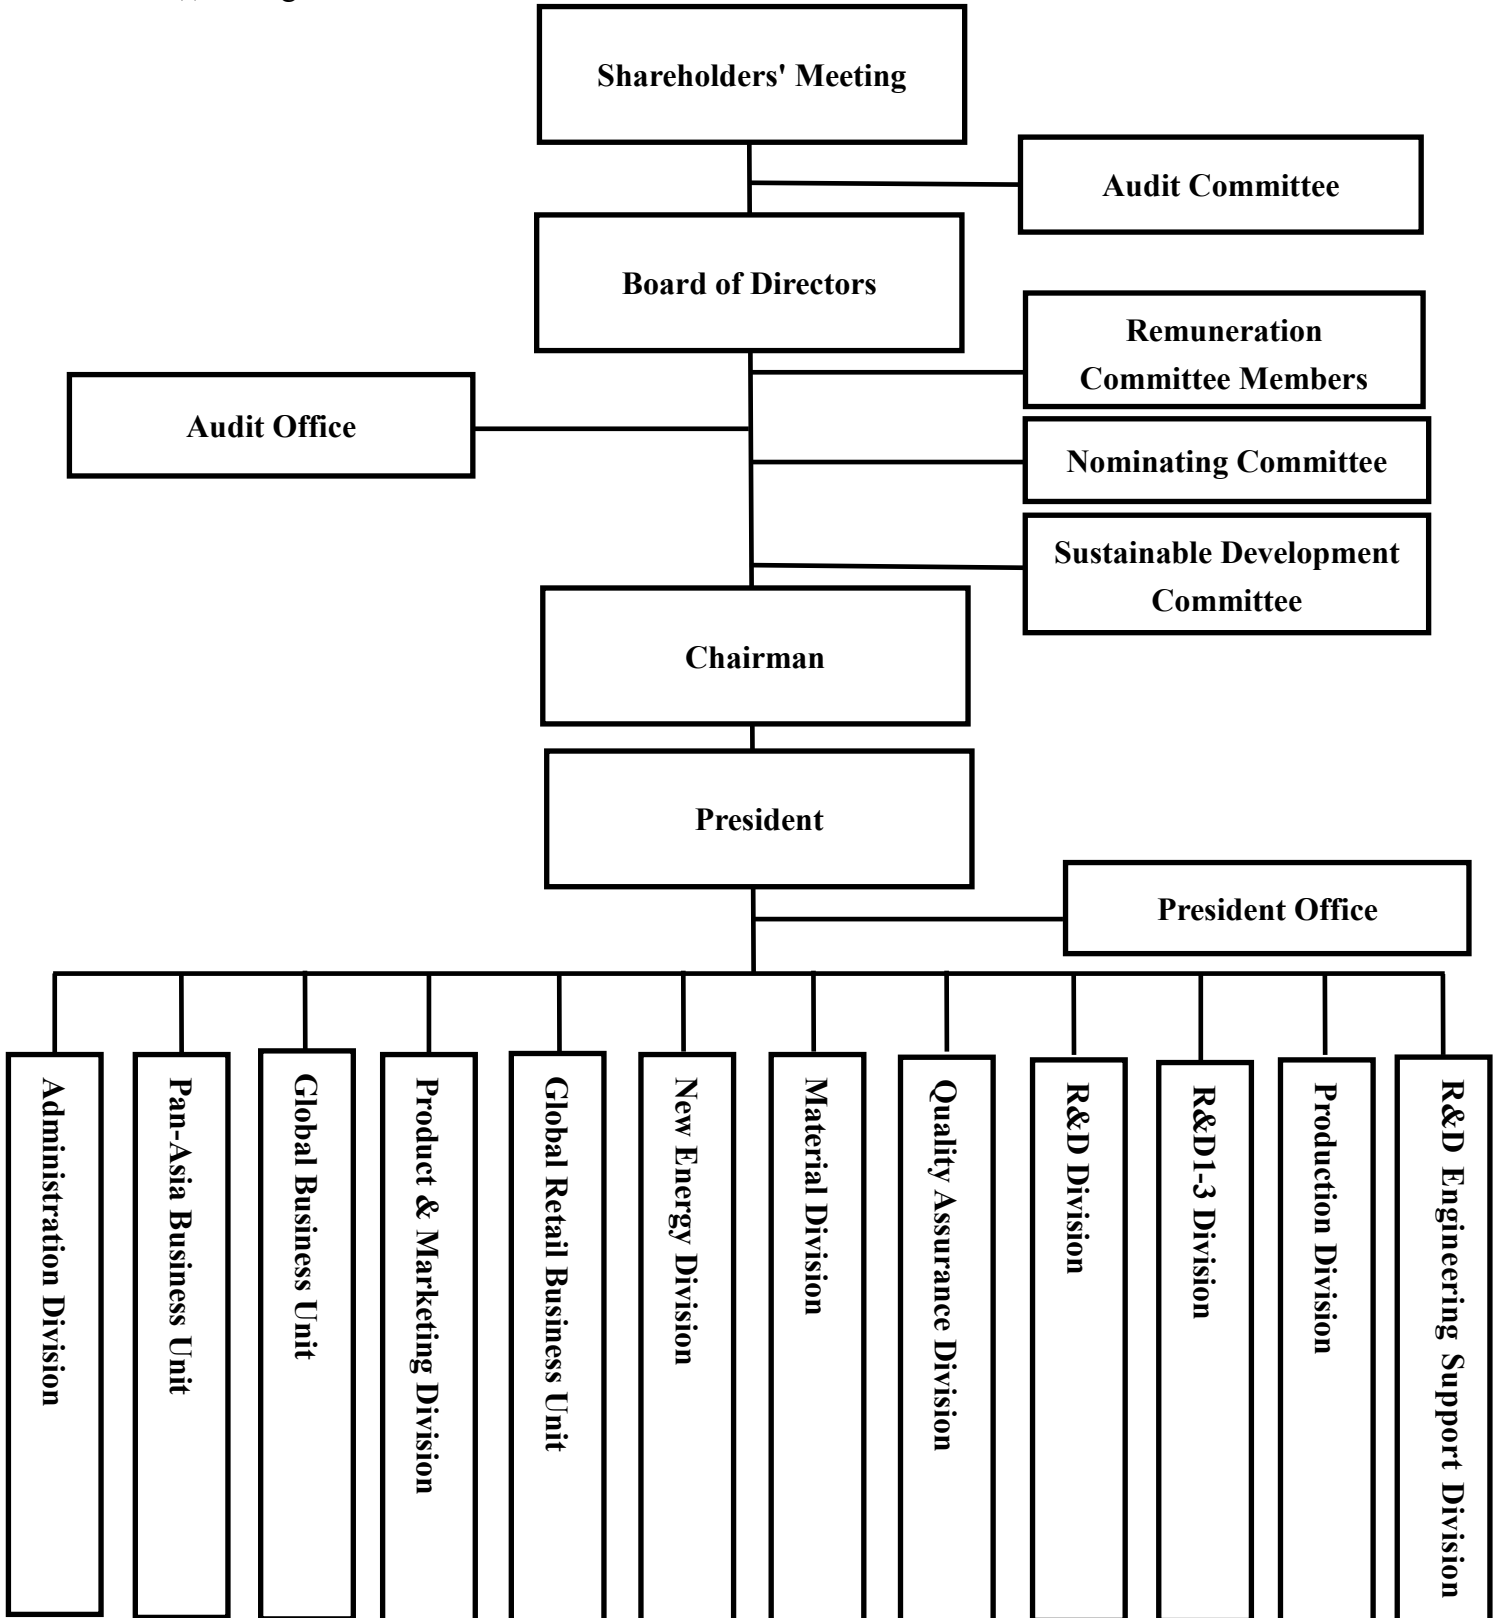 Shareholders' Meeting
Audit Committee
Board of Directors
Remuneration
Committee Members
Audit Office
Nominating Committee
Sustainable Development
Committee
Chairman
President
President Office
Administration Division
Pan-Asia Business Unit
Global Business Unit
Product & Marketing Division
Global Retail Business Unit
New Energy Division
Material Division
Quality Assurance Division
R&D Division
R&D1-3 Division
Production Division
R&D Engineering Support Division